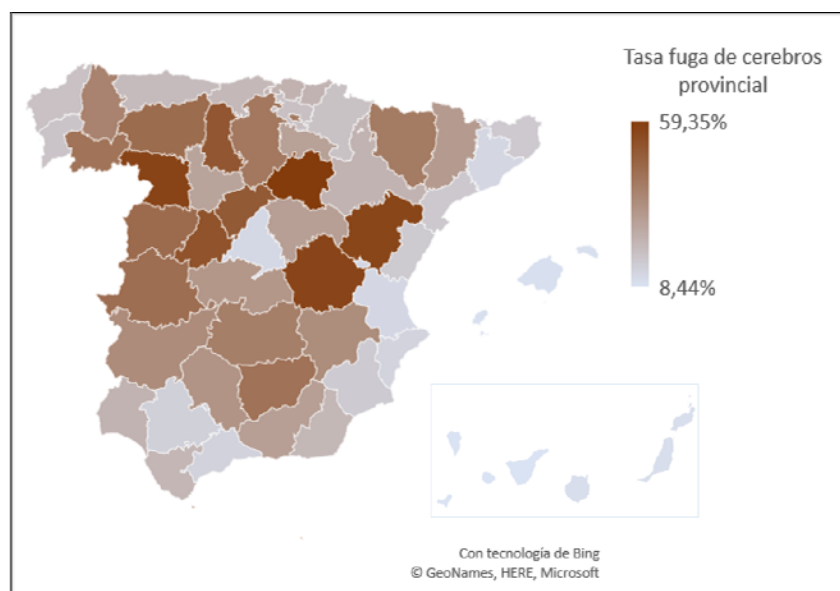 Tasa fuga de cerebros
provincial
59,35%
8,44%
Con tecnología de Bing
© GeoNames, HERE, Microsoft